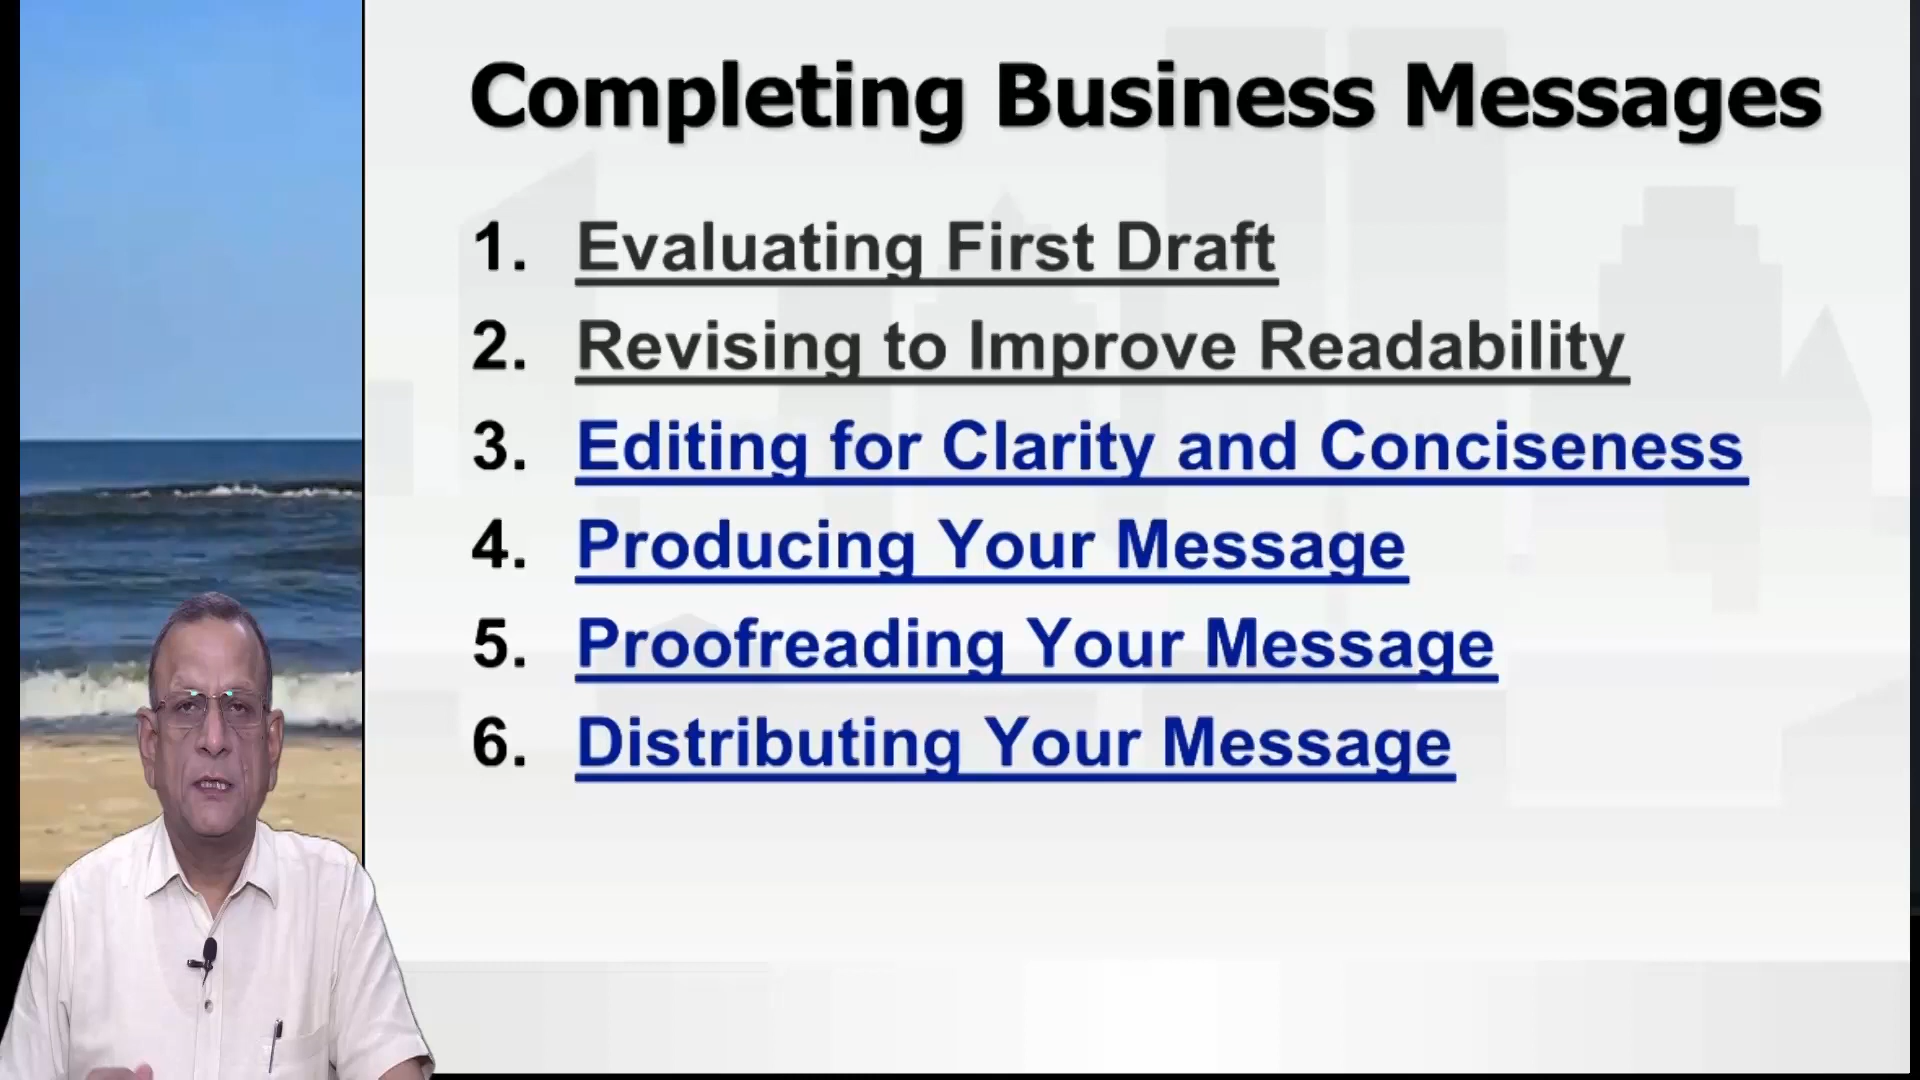 Completing Business Messages
1. Evaluating First Draft
2. Revising to Improve Readability
3. Editing for Clarity and Conciseness
4. Producing Your Message
5. Proofreading Your Message
6. Distributing Your Message